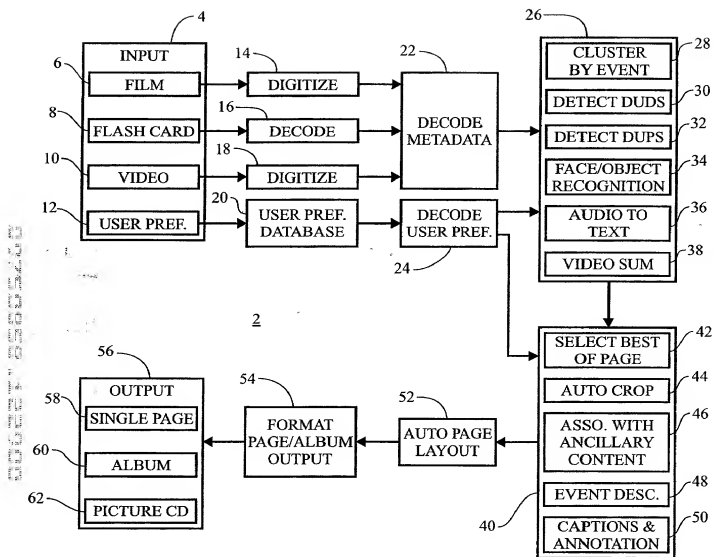 4
INPUT
6
FILM
8
FLASH CARD
10
VIDEO
12
USER PREF.
14
DIGITIZE
16
DECODE
18
DIGITIZE
20
USER PREF.
DATABASE
22
DECODE
METADATA
DECODE
USER PREF.
24
26
CLUSTER
BY EVENT
28
DETECT DUDS
30
DETECT DUPS
32
FACE/OBJECT
RECOGNITION
34
AUDIO TO
TEXT
36
VIDEO SUM
38
2
SELECT BEST
OF PAGE
42
AUTO CROP
44
ASSO. WITH
ANCILLARY
CONTENT
46
EVENT DESC.
48
40
CAPTIONS &
ANNOTATION
50
52
AUTO PAGE
LAYOUT
54
FORMAT
PAGE/ALBUM
OUTPUT
56
OUTPUT
58
SINGLE PAGE
60
ALBUM
62
PICTURE CD